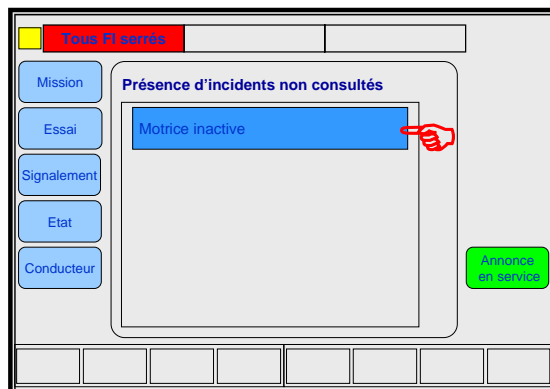 Tous FI serrés
Mission
Présence d'incidents non consultés
Essai
Motrice inactive
Signalement
Etat
Conducteur
Annonce
en service